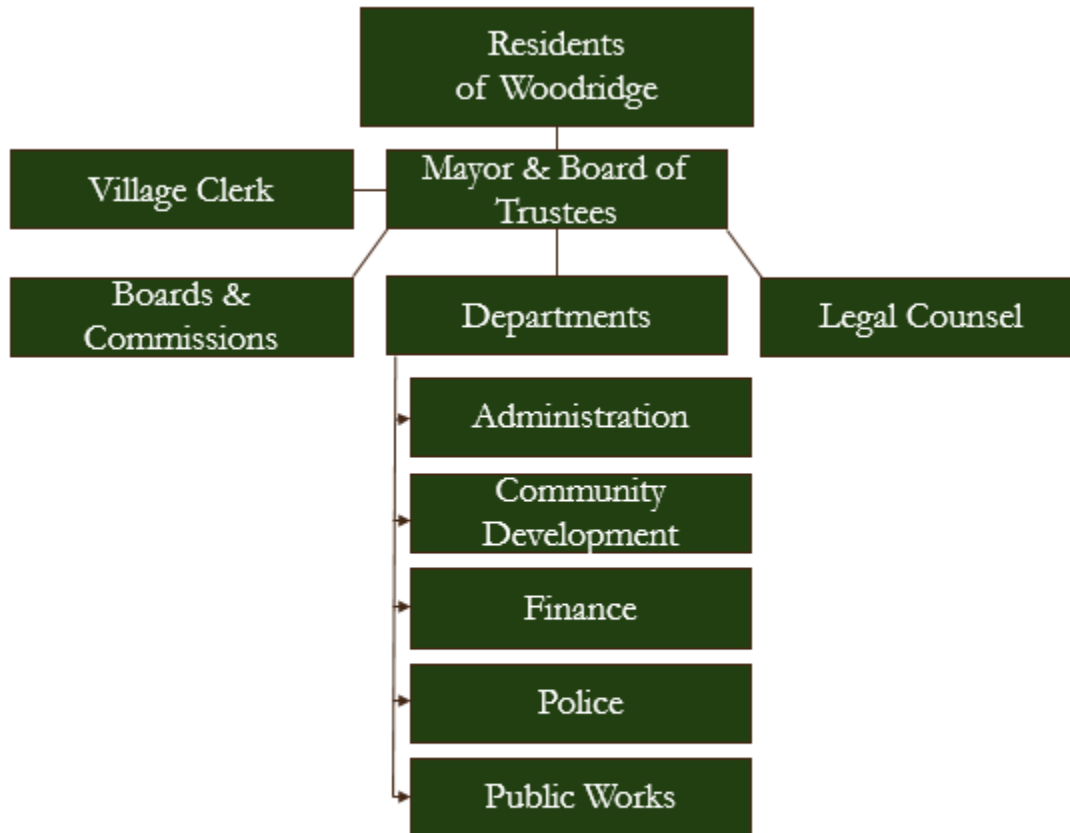 Residents
of Woodridge
Village Clerk
Mayor & Board of
Trustees
Boards &
Commissions
Departments
Legal Counsel
Administration
Community
Development
Finance
Police
Public Works